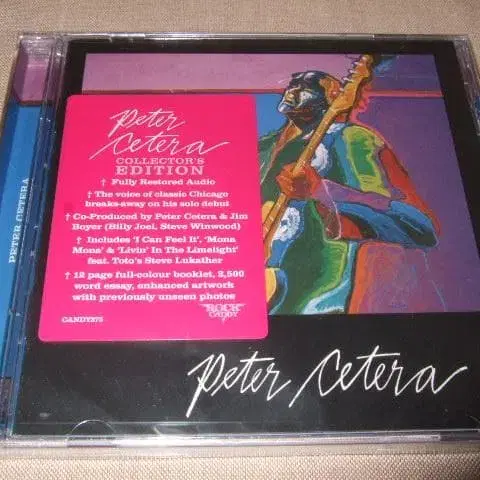 PETER CETERA
Peter
Cetera
COLLECTOR'S
EDITION
† Fully Restored Audio
† The voice of classic Chicago
breaks-away on his solo debut
† Co-Produced by Peter Cetera & Jim
Boyer (Billy Joel, Steve Winwood)
† Includes 'I Can Feel It', 'Mona
Mona' & 'Livin' In The Limelight'
feat. Toto's Steve Lukather
† 12 page full-colour booklet, 2,500
word essay, enhanced artwork
with previously unseen photos
CANDY275
ROCK
CANDY
Peter Cetera